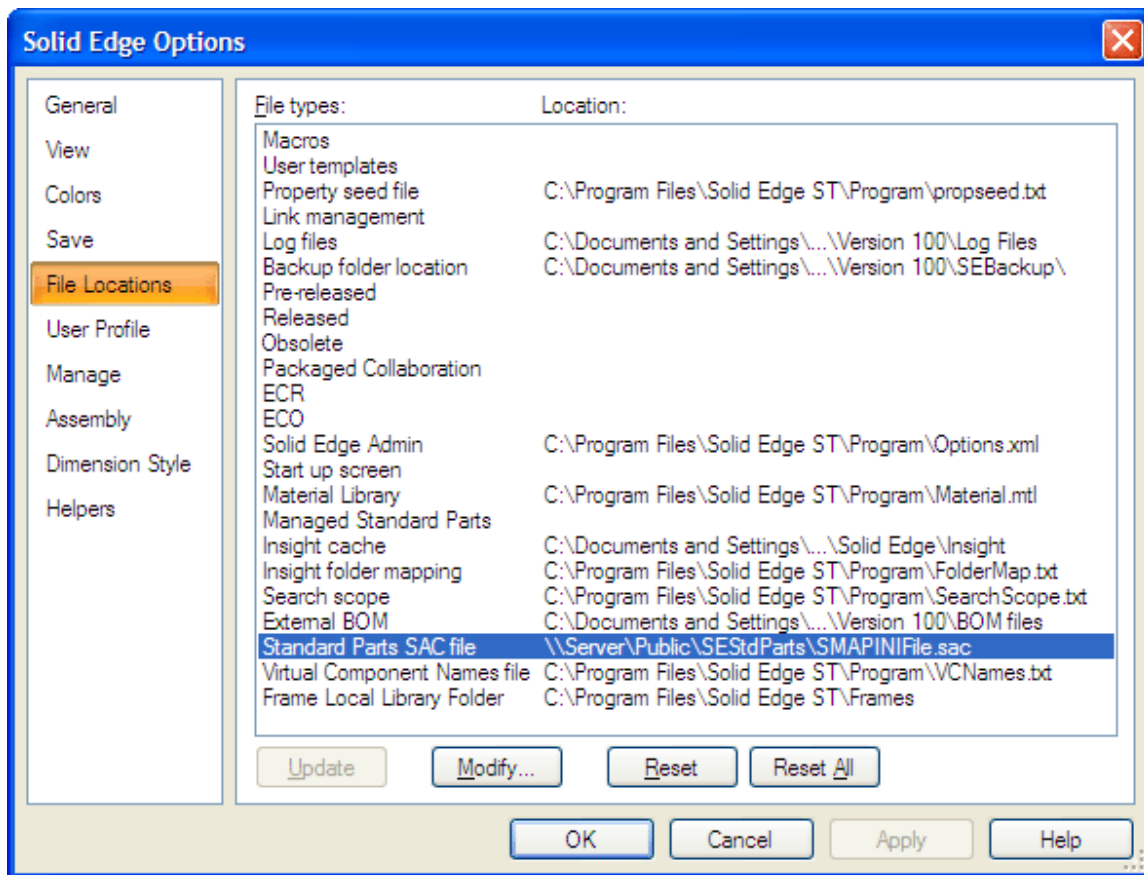 Solid Edge Options
General
View
Colors
Save
File Locations
User Profile
Manage
Assembly
Dimension Style
Helpers
File types: Location:
Macros
User templates
Property seed file C:\Program Files\Solid Edge ST\Program\propseed.txt
Link management
Log files C:\Documents and Settings\...\Version 100\Log Files
Backup folder location C:\Documents and Settings\...\Version 100\SEBackup\
Pre-released
Released
Obsolete
Packaged Collaboration
ECR
ECO
Solid Edge Admin C:\Program Files\Solid Edge ST\Program\Options.xml
Start up screen
Material Library C:\Program Files\Solid Edge ST\Program\Material.mtl
Managed Standard Parts
Insight cache C:\Documents and Settings\...\Solid Edge\Insight
Insight folder mapping C:\Program Files\Solid Edge ST\Program\FolderMap.txt
Search scope C:\Program Files\Solid Edge ST\Program\SearchScope.txt
External BOM C:\Documents and Settings\...\Version 100\BOM files
Standard Parts SAC file \\Server\Public\SEStdParts\SMAPINIFile.sac
Virtual Component Names file C:\Program Files\Solid Edge ST\Program\VCNames.txt
Frame Local Library Folder C:\Program Files\Solid Edge ST\Frames
Update Modify... Reset Reset All
OK Cancel Apply Help